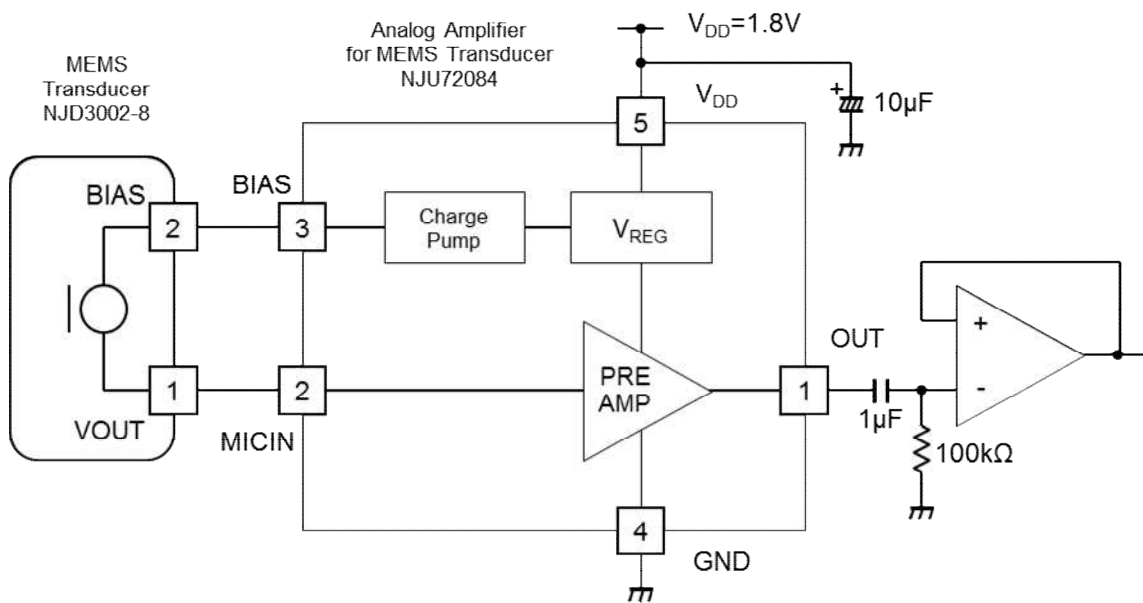 Analog Amplifier
for MEMS Transducer
NJU72084
VDD=1.8V
MEMS
Transducer
NJD3002-8
VDD
5
+
10μF
BIAS
BIAS
2
3
Charge
Pump
VREG
OUT
+
-
1
2
PRE
AMP
1
1μF
VOUT
MICIN
100kΩ
4
GND